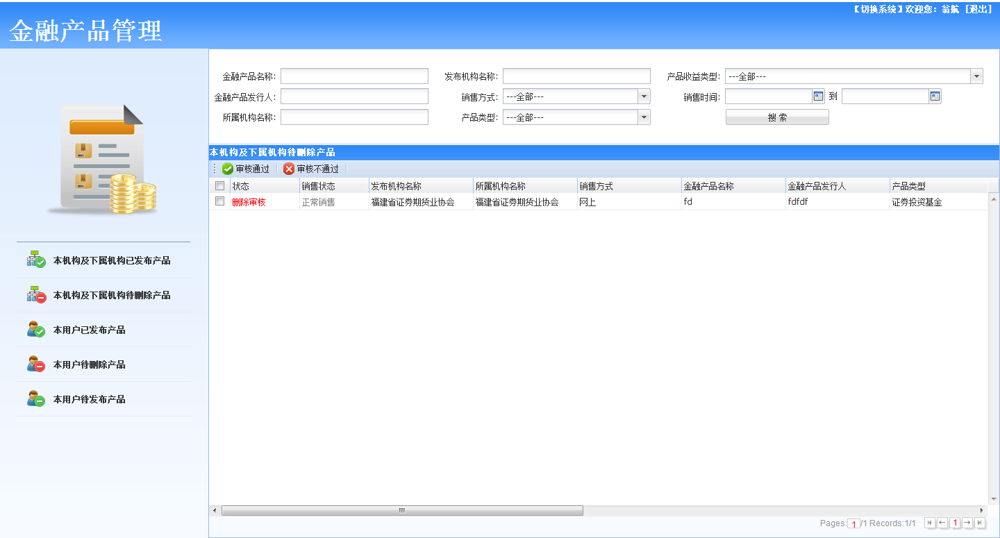 【切换系统】欢迎您：翁航 [退出]
金融产品管理
金融产品名称：
发布机构名称：
产品收益类型： ---全部---
金融产品发行人：
销售方式： ---全部---
销售时间： 到
所属机构名称：
产品类型： ---全部---
搜 索
本机构及下属机构待删除产品
审核通过 审核不通过
状态 销售状态 发布机构名称 所属机构名称 销售方式 金融产品名称 金融产品发行人 产品类型
删除审核 正常销售 福建省证券期货业协会 福建省证券期货业协会 网上 fd fdfdf 证券投资基金
本机构及下属机构已发布产品
本机构及下属机构待删除产品
本用户已发布产品
本用户待删除产品
本用户待发布产品
Pages: 1 /1 Records:1/1 1